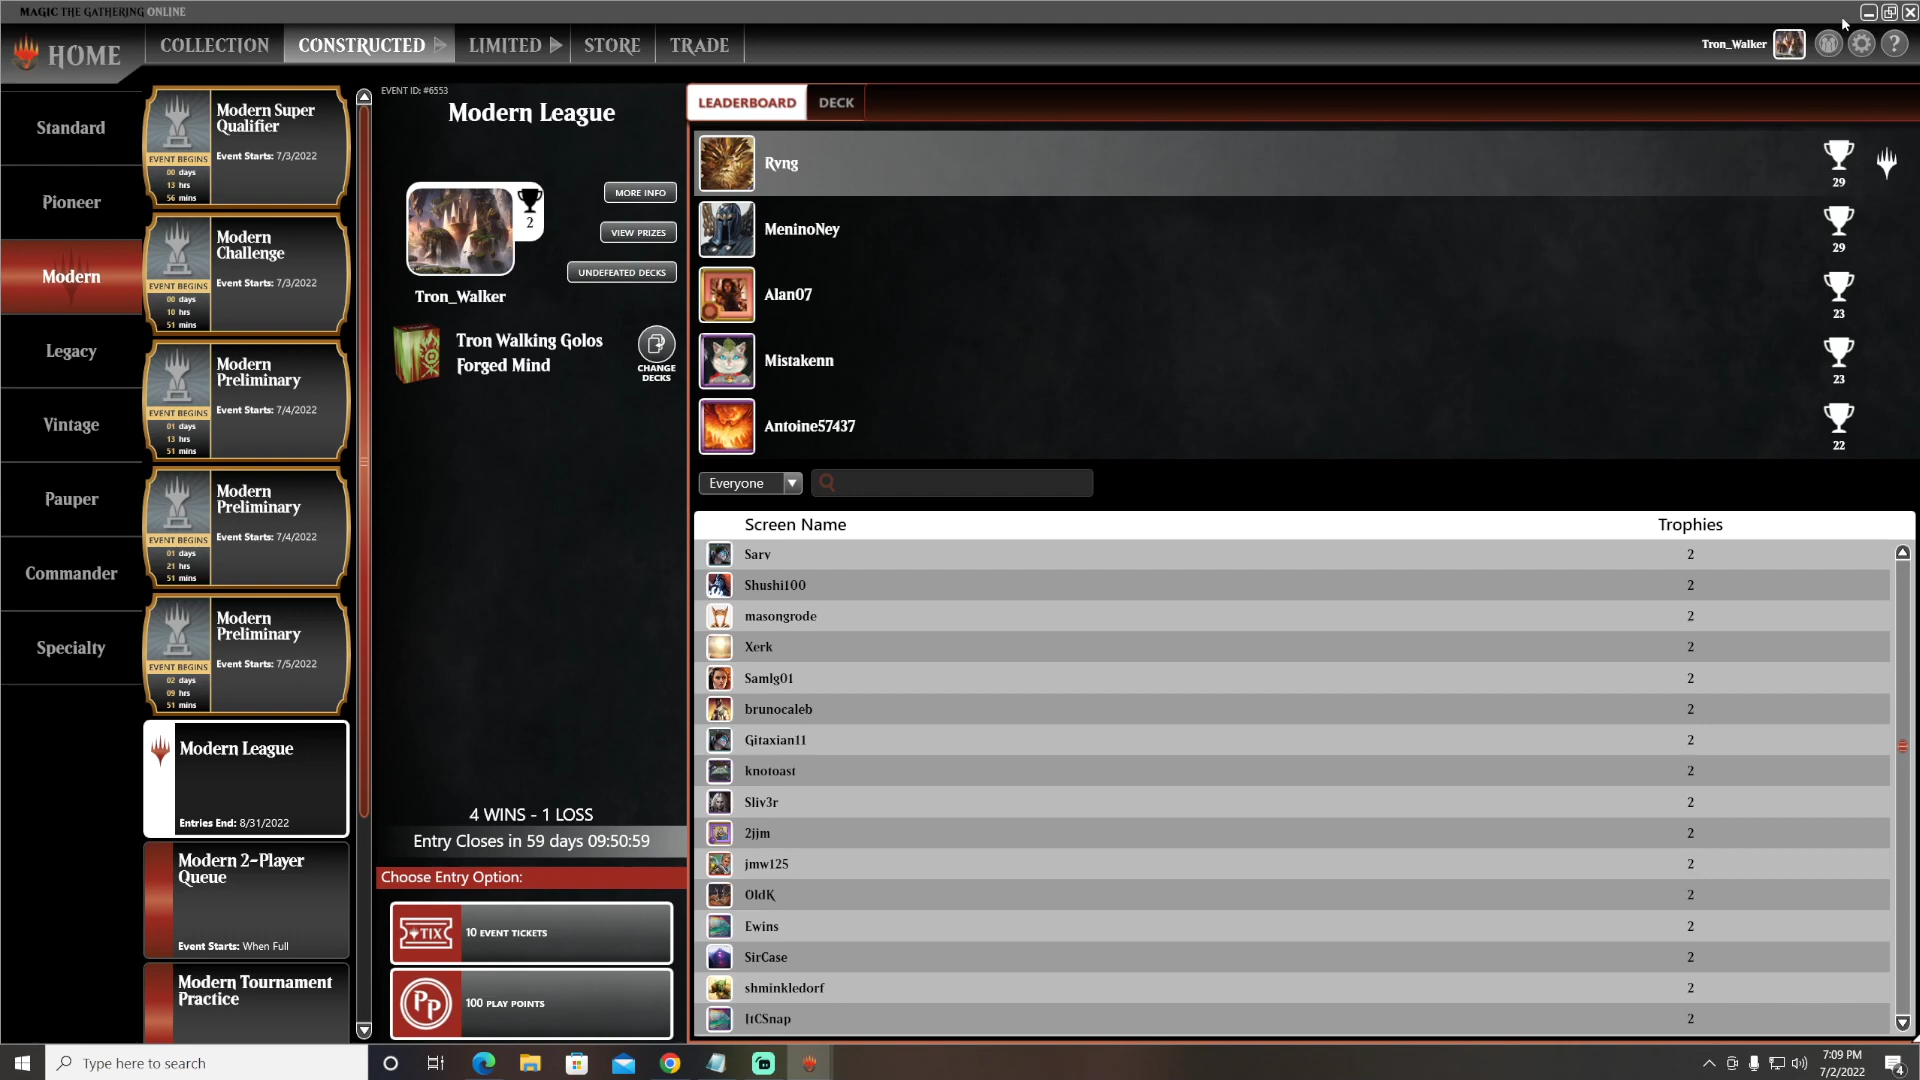 MAGIC THE GATHERING ONLINE
HOME
COLLECTION
CONSTRUCTED
LIMITED
STORE
TRADE
Tron_Walker
?
Standard
Pioneer
Modern
Legacy
Vintage
Pauper
Commander
Specialty
Modern Super
Qualifier
Event Starts: 7/3/2022
EVENT BEGINS
00 days
13 hrs
56 mins
Modern
Challenge
Event Starts: 7/3/2022
EVENT BEGINS
00 days
10 hrs
51 mins
Modern
Preliminary
Event Starts: 7/4/2022
EVENT BEGINS
01 days
13 hrs
51 mins
Modern
Preliminary
Event Starts: 7/4/2022
EVENT BEGINS
01 days
21 hrs
51 mins
Modern
Preliminary
Event Starts: 7/5/2022
EVENT BEGINS
02 days
09 hrs
51 mins
Modern League
Entries End: 8/31/2022
Modern 2-Player
Queue
Event Starts: When Full
Modern Tournament
Practice
EVENT ID: #6553
Modern League
2
MORE INFO
VIEW PRIZES
UNDEFEATED DECKS
Tron_Walker
Tron Walking Golos
Forged Mind
CHANGE
DECKS
4 WINS - 1 LOSS
Entry Closes in 59 days 09:50:59
Choose Entry Option:
TIX
10 EVENT TICKETS
PP
100 PLAY POINTS
LEADERBOARD
DECK
Rvng
29
MeninoNey
29
Alan07
23
Mistakenn
23
Antoine57437
22
Everyone
Screen Name Trophies
Sarv 2
Shushi100 2
masongrode 2
Xerk 2
Samlg01 2
brunocaleb 2
Gitaxian11 2
knotoast 2
Sliv3r 2
2jjm 2
jmw125 2
OldK 2
Ewins 2
SirCase 2
shminkledorf 2
ItCSnap 2
Type here to search
7:09 PM
7/2/2022
4